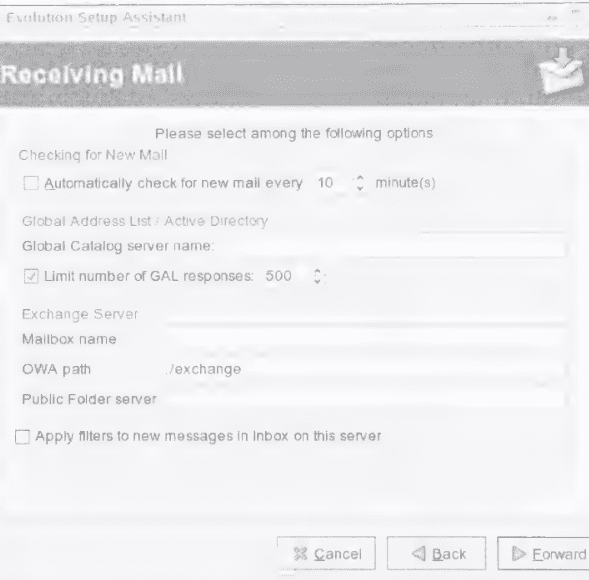 Evolution Setup Assistant
Receiving Mail
Please select among the following options
Checking for New Mail
Automatically check for new mail every 10 minute(s)
Global Address List / Active Directory
Global Catalog server name:
Limit number of GAL responses: 500
Exchange Server
Mailbox name
OWA path /exchange
Public Folder server
Apply filters to new messages in Inbox on this server
Cancel Back Forward